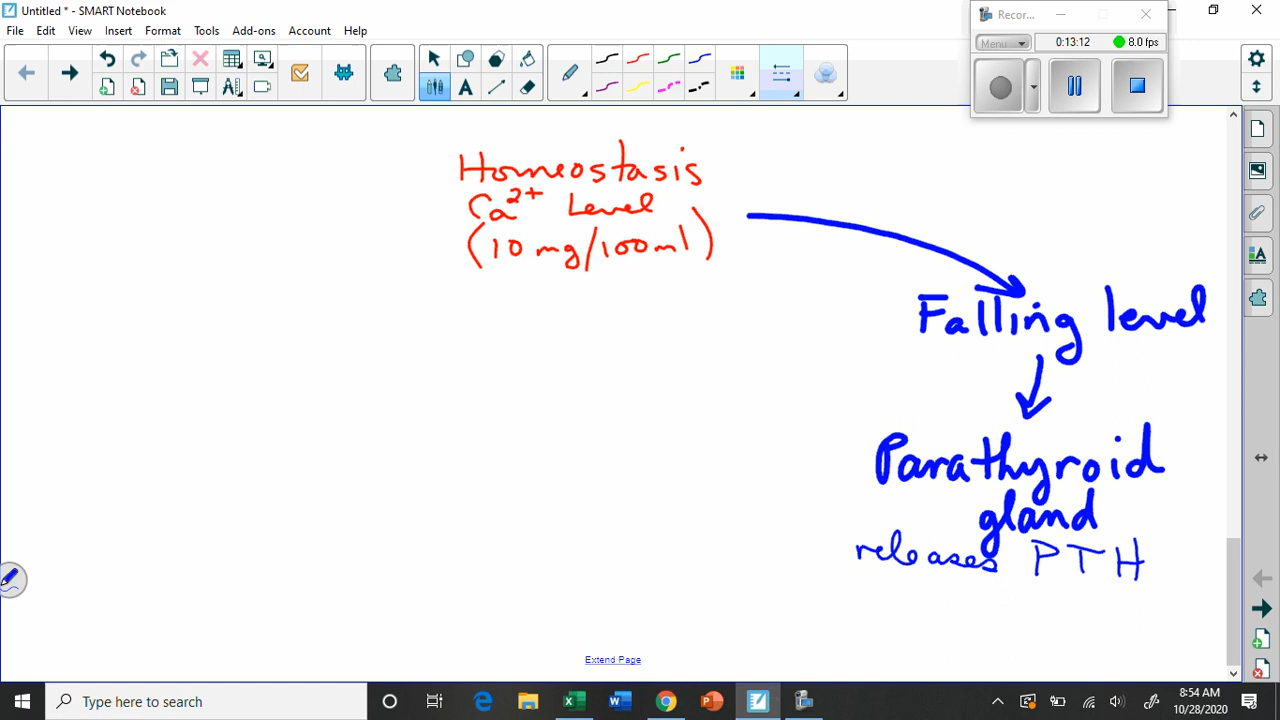 Untitled * - SMART Notebook
Recor...
File Edit View Insert Format Tools Add-ons Account Help
Menu 0:13:12 8.0 fps
Homeostasis
Ca2+ Level
(10 mg/100ml)
Falling level
Parathyroid
gland
releases PTH
Extend Page
Type here to search
8:54 AM
10/28/2020